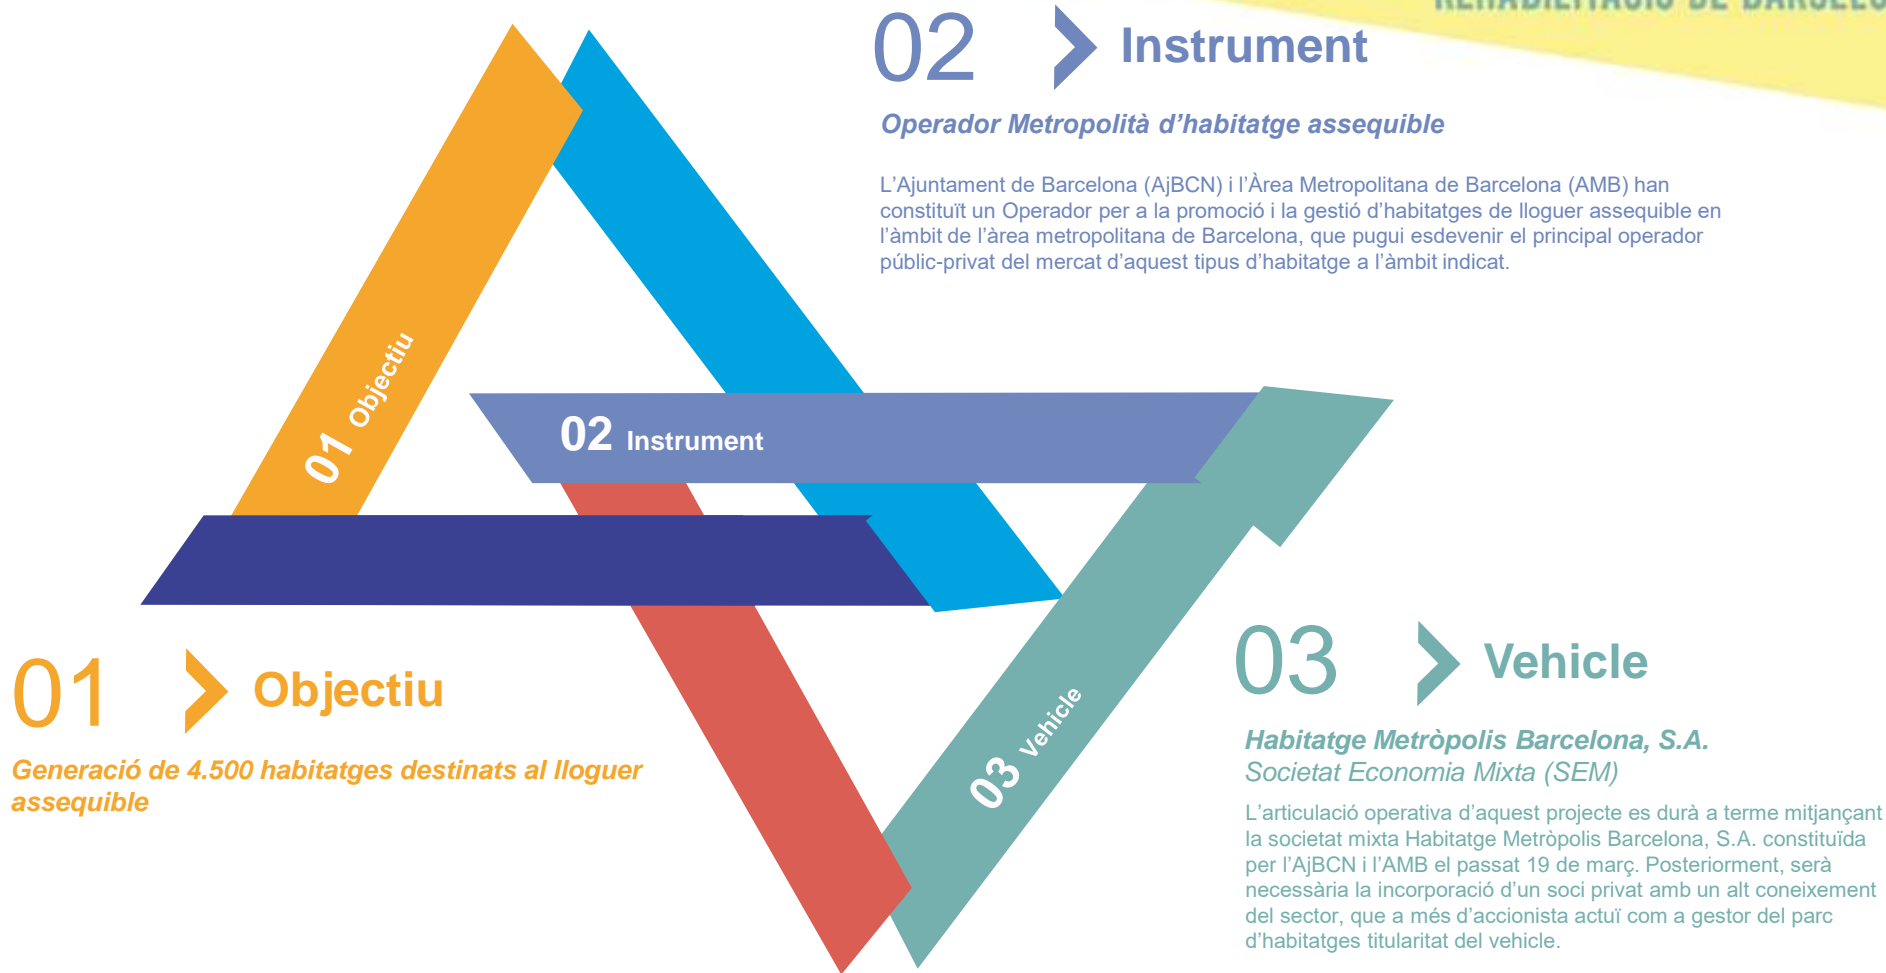 REHABILITACIÓ DE BARCELO
02
Instrument
Operador Metropolità d'habitatge assequible
L'Ajuntament de Barcelona (AjBCN) i l'Àrea Metropolitana de Barcelona (AMB) han
constituït un Operador per a la promoció i la gestió d'habitatges de lloguer assequible en
l'àmbit de l'àrea metropolitana de Barcelona, que pugui esdevenir el principal operador
públic-privat del mercat d'aquest tipus d'habitatge a l'àmbit indicat.
01 Objectiu
02 Instrument
03 Vehicle
01
Objectiu
Generació de 4.500 habitatges destinats al lloguer
assequible
03
Vehicle
Habitatge Metròpolis Barcelona, S.A.
Societat Economia Mixta (SEM)
L'articulació operativa d'aquest projecte es durà a terme mitjançant
la societat mixta Habitatge Metròpolis Barcelona, S.A. constituïda
per l'AjBCN i l'AMB el passat 19 de març. Posteriorment, serà
necessària la incorporació d'un soci privat amb un alt coneixement
del sector, que a més d'accionista actuï com a gestor del parc
d'habitatges titularitat del vehicle.